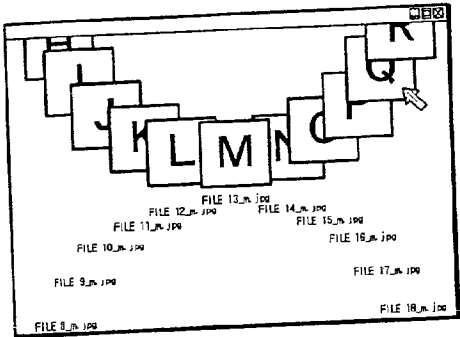 H
I
J
K
L
M
N
O
P
Q
R
FILE 13_m.jpg
FILE 12_m.jpg
FILE 14_m.jpg
FILE 11_m.jpg
FILE 15_m.jpg
FILE 10_m.jpg
FILE 16_m.jpg
FILE 9_m.jpg
FILE 17_m.jpg
FILE 8_m.jpg
FILE 18_m.jpg